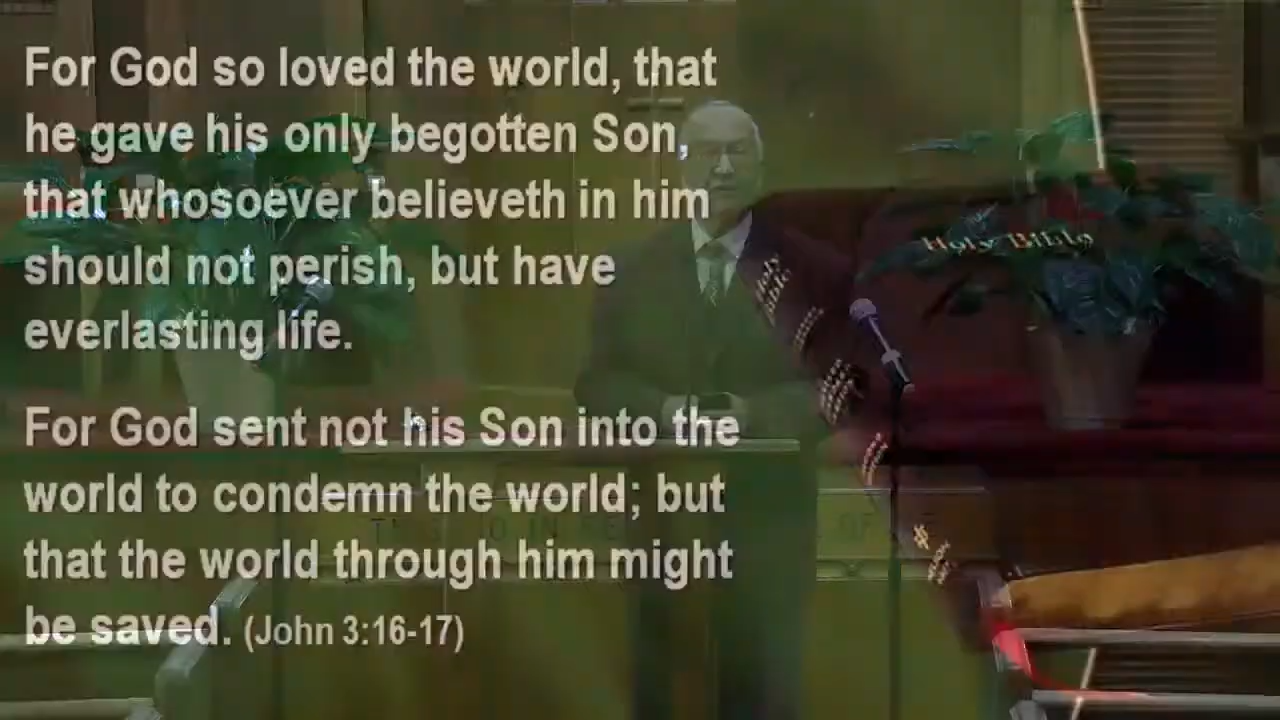 For God so loved the world, that
he gave his only begotten Son,
that whosoever believeth in him
should not perish, but have
everlasting life.
For God sent not his Son into the
world to condemn the world; but
that the world through him might
be saved. (John 3:16-17)
Holy Bible
Holy
Bible